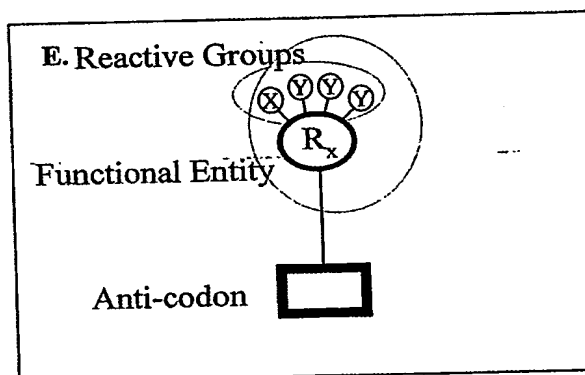 E. Reactive Groups
X Y Y Y
Rx
Functional Entity
Anti-codon